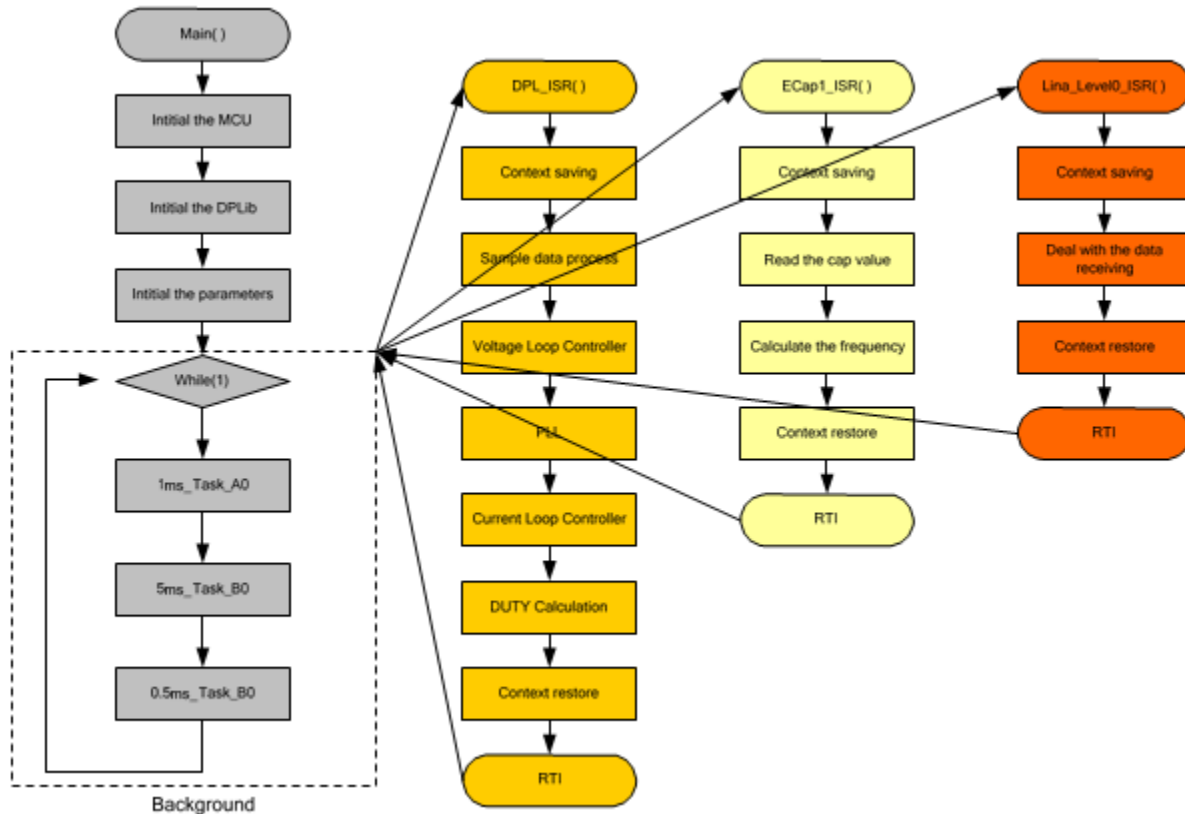 Main( )
Intitial the MCU
Intitial the DPLib
Intitial the parameters
While(1)
1ms_Task_A0
5ms_Task_B0
0.5ms_Task_B0
Background
DPL_ISR( )
Context saving
Sample data process
Voltage Loop Controller
PLL
Current Loop Controller
DUTY Calculation
Context restore
RTI
ECap1_ISR( )
Context saving
Read the cap value
Calculate the frequency
Context restore
RTI
Lina_Level0_ISR( )
Context saving
Deal with the data
receiving
Context restore
RTI